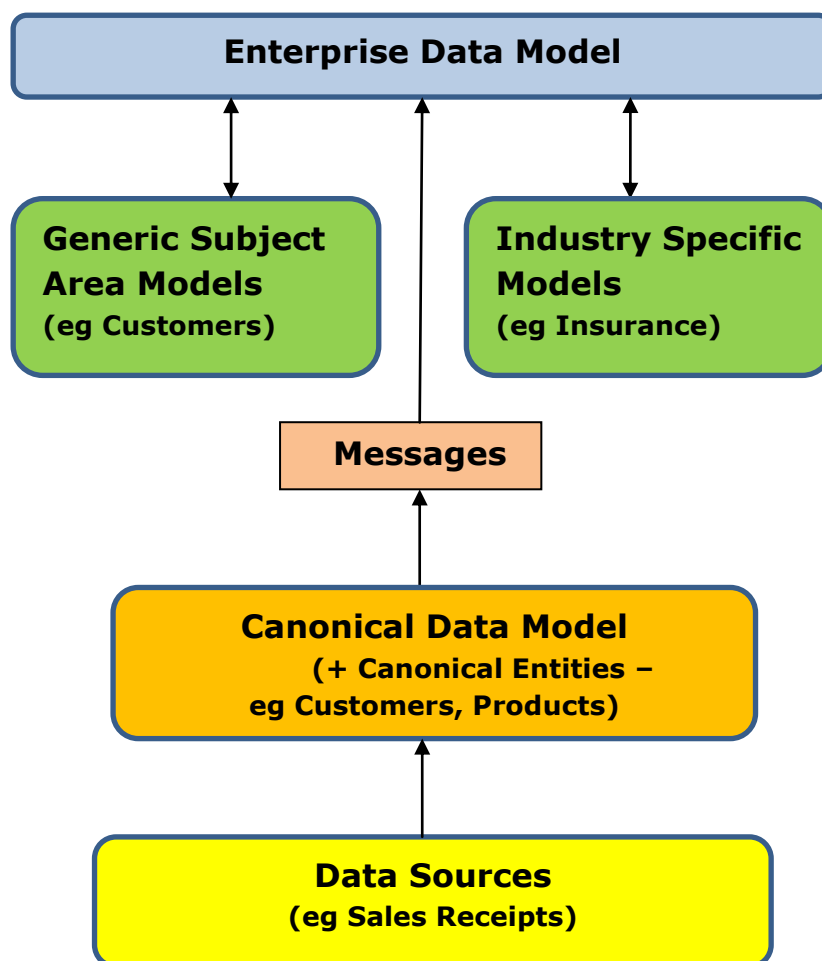 Enterprise Data Model
Generic Subject
Area Models
(eg Customers)
Industry Specific
Models
(eg Insurance)
Messages
Canonical Data Model
(+ Canonical Entities –
eg Customers, Products)
Data Sources
(eg Sales Receipts)